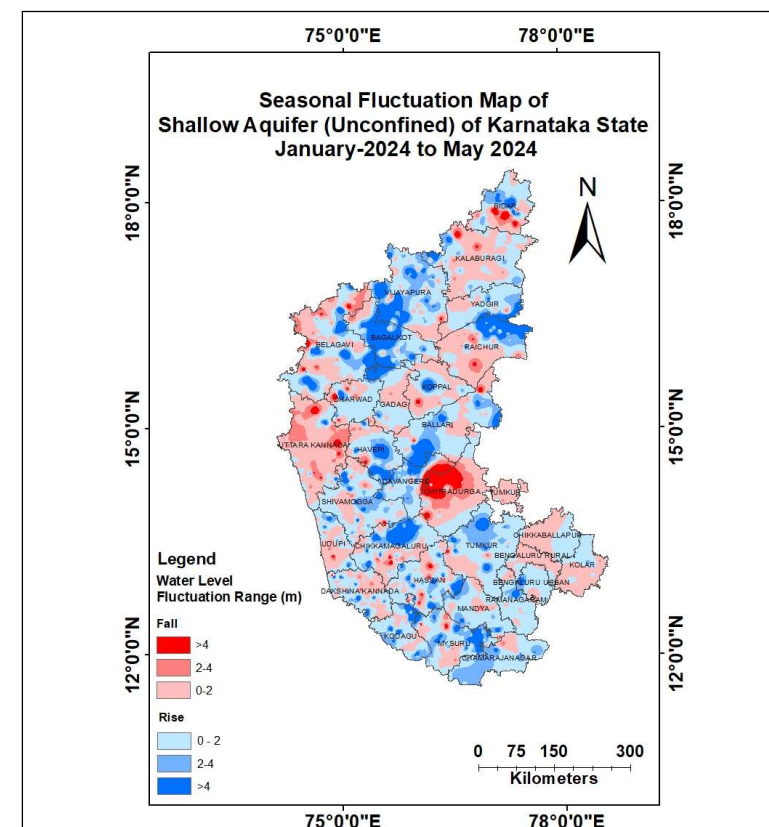 75°0'0"E 78°0'0"E
Seasonal Fluctuation Map of
Shallow Aquifer (Unconfined) of Karnataka State
January-2024 to May 2024
N
18°0'0"N 18°0'0"N
BIDAR
KALABURAGI
VIJAYAPURA
YADGIR
BAGALKOT
BELAGAVI
RAICHUR
KOPPAL
DHARWAD
GADAG
15°0'0"N 15°0'0"N
BALLARI
UTTARA KANNADA
HAVERI
DAVANGERE
CHITRADURGA
TUMKUR
SHIVAMOGGA
CHIKKABALLAPUR
UDUPI
CHIKKAMAGALURU
TUMKUR
BENGALURU RURAL
KOLAR
HASSAN
BENGALURU URBAN
DAKSHINA KANNADA
RAMANAGARAM
MANDYA
KODAGU
MYSURU
CHAMARAJANAGAR
12°0'0"N 12°0'0"N
Legend
Water Level
Fluctuation Range (m)
Fall
>4
2-4
0-2
Rise
0 - 2
2-4
>4
0 75 150 300
Kilometers
75°0'0"E 78°0'0"E